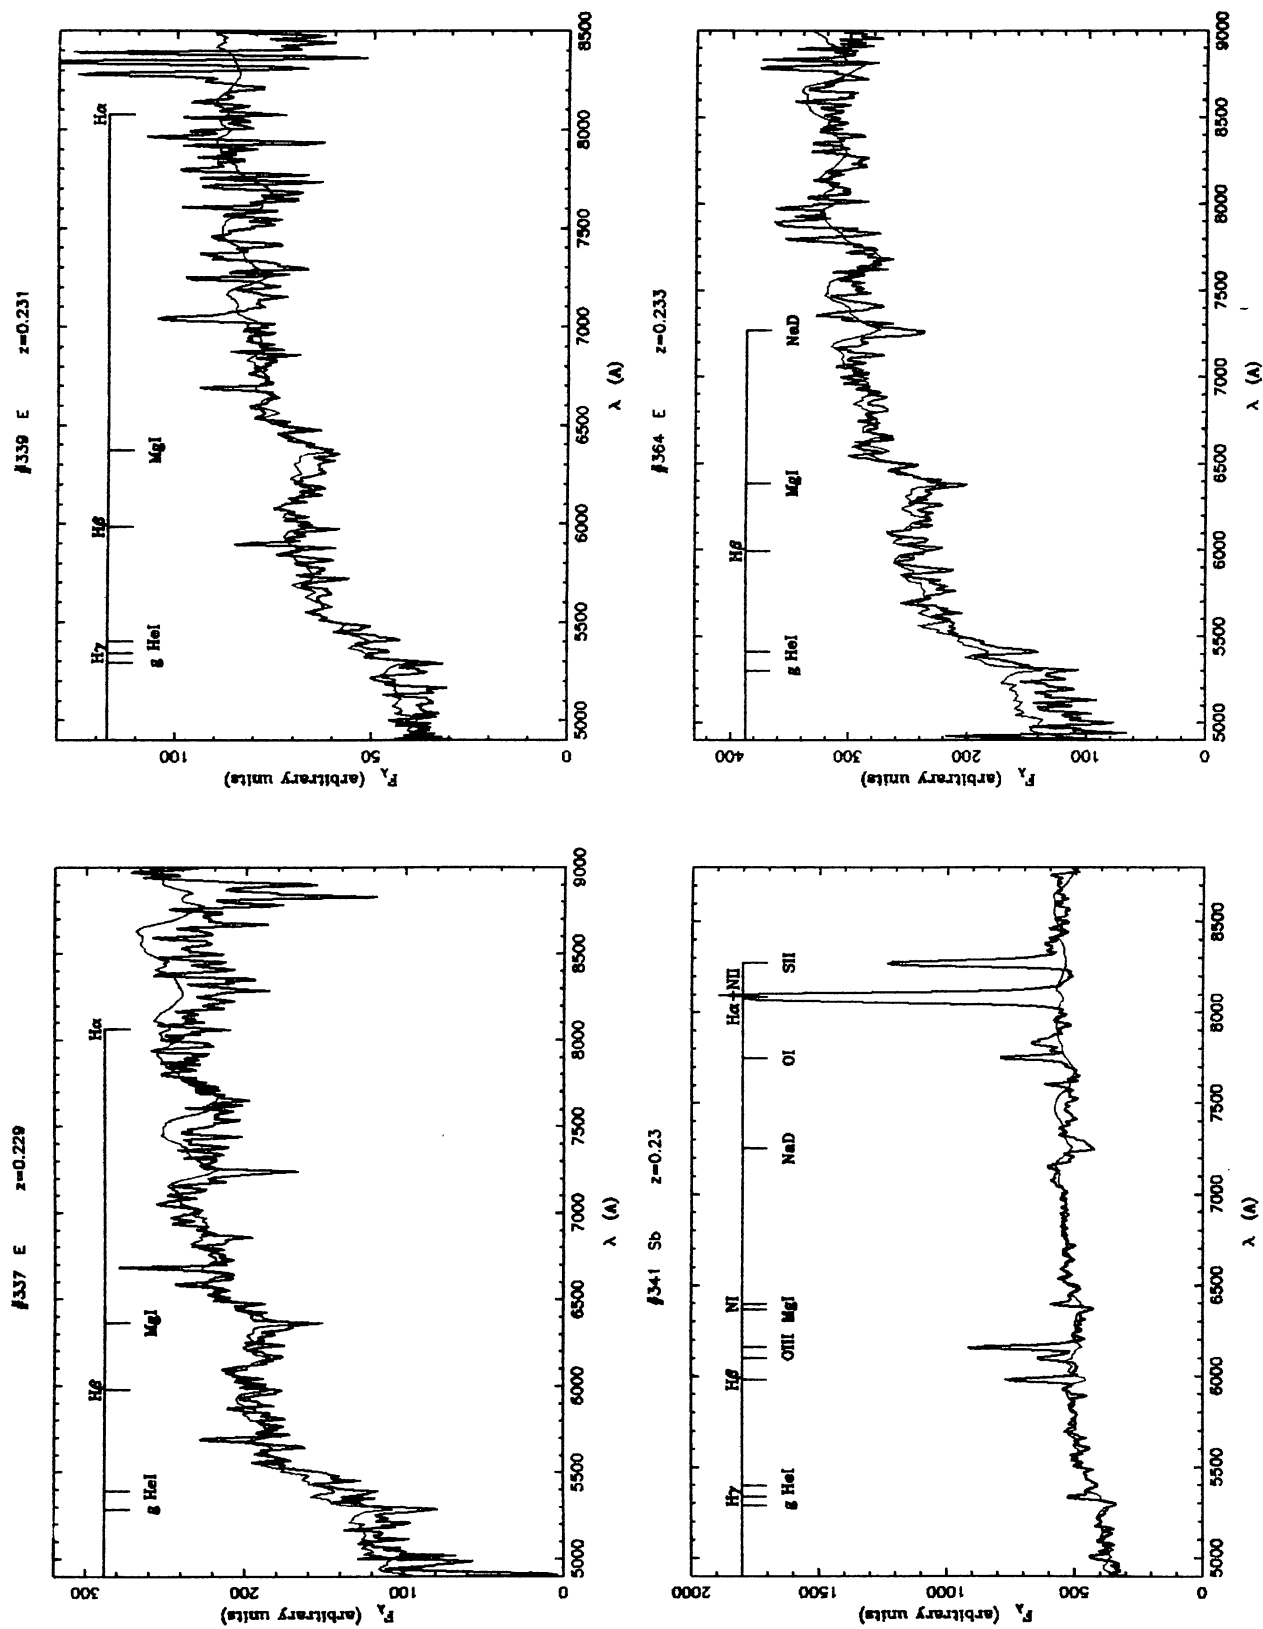 #337 E z=0.229
Hβ Hα
g HeI MgI
300
200
100
0
F_λ (arbitrary units)
5000 5500 6000 6500 7000 7500 8000 8500 9000
λ (A)
#339 E z=0.231
Hγ Hβ Hα
g HeI MgI
100
50
0
F_λ (arbitrary units)
5000 5500 6000 6500 7000 7500 8000 8500
λ (A)
#341 Sb z=0.23
Hγ Hβ NI Hα-NII
g HeI OIII MgI NaD OI SII
2000
1500
1000
500
0
F_λ (arbitrary units)
5000 5500 6000 6500 7000 7500 8000 8500
λ (A)
#364 E z=0.233
Hβ
g HeI MgI NaD
400
300
200
100
0
F_λ (arbitrary units)
5000 5500 6000 6500 7000 7500 8000 8500 9000
λ (A)